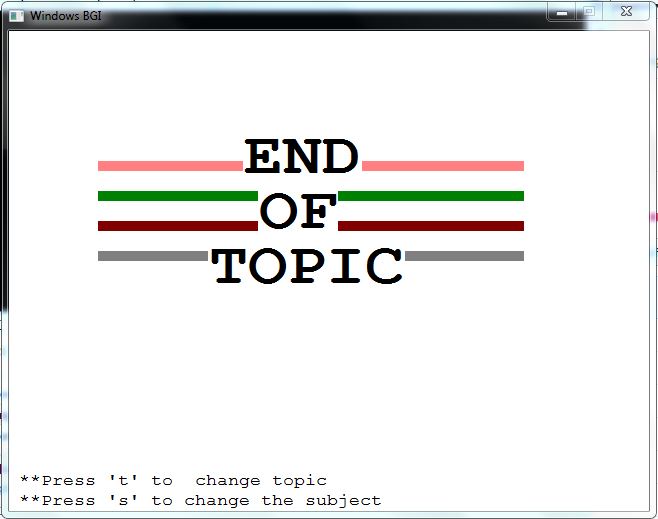 Windows BGI
END
OF
TOPIC
**Press 't' to  change topic
**Press 's' to change the subject